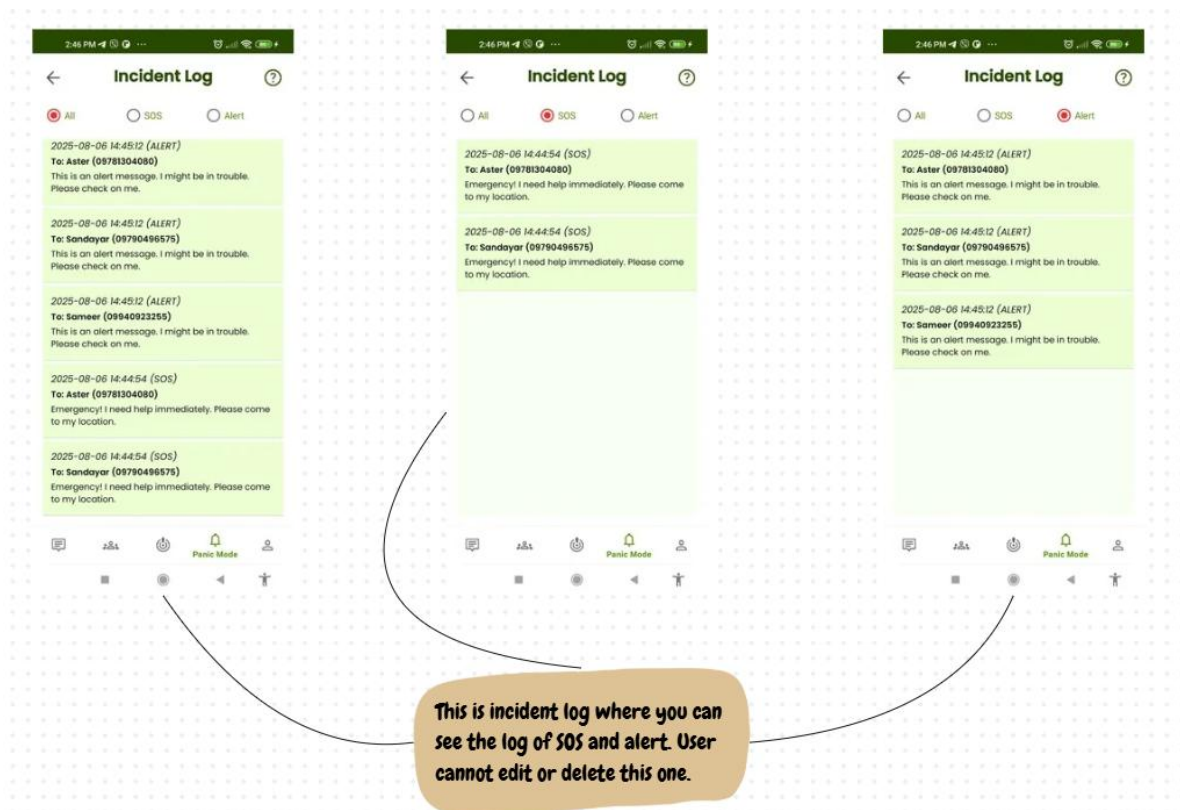 2:46 PM
Incident Log
All
SOS
Alert
2025-08-06 14:45:12 (ALERT)
To: Aster (09781304080)
This is an alert message. I might be in trouble.
Please check on me.
2025-08-06 14:45:12 (ALERT)
To: Sandayar (09790496575)
This is an alert message. I might be in trouble.
Please check on me.
2025-08-06 14:45:12 (ALERT)
To: Sameer (09940923255)
This is an alert message. I might be in trouble.
Please check on me.
2025-08-06 14:44:54 (SOS)
To: Aster (09781304080)
Emergency! I need help immediately. Please come
to my location.
2025-08-06 14:44:54 (SOS)
To: Sandayar (09790496575)
Emergency! I need help immediately. Please come
to my location.
Panic Mode
2:46 PM
Incident Log
All
SOS
Alert
2025-08-06 14:44:54 (SOS)
To: Aster (09781304080)
Emergency! I need help immediately. Please come
to my location.
2025-08-06 14:44:54 (SOS)
To: Sandayar (09790496575)
Emergency! I need help immediately. Please come
to my location.
Panic Mode
2:46 PM
Incident Log
All
SOS
Alert
2025-08-06 14:45:12 (ALERT)
To: Aster (09781304080)
This is an alert message. I might be in trouble.
Please check on me.
2025-08-06 14:45:12 (ALERT)
To: Sandayar (09790496575)
This is an alert message. I might be in trouble.
Please check on me.
2025-08-06 14:45:12 (ALERT)
To: Sameer (09940923255)
This is an alert message. I might be in trouble.
Please check on me.
Panic Mode
This is incident log where you can
see the log of SOS and alert. User
cannot edit or delete this one.